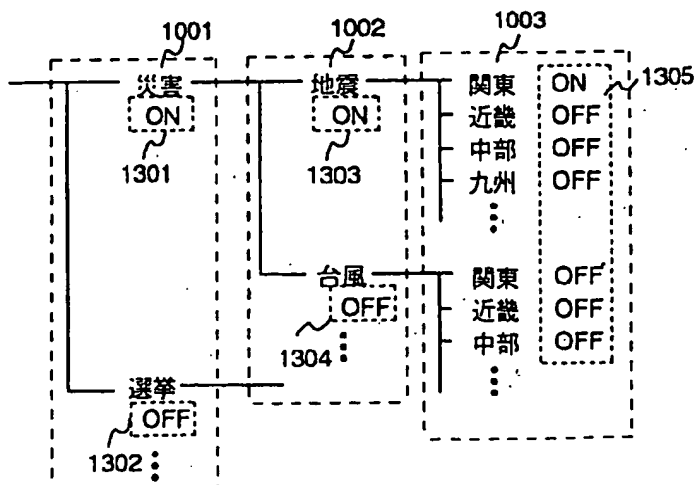 1001
1002
1003
災害
ON
1301
地震
ON
1303
関東 ON
近畿 OFF
中部 OFF
九州 OFF
1305
台風
OFF
1304
関東 OFF
近畿 OFF
中部 OFF
選挙
OFF
1302